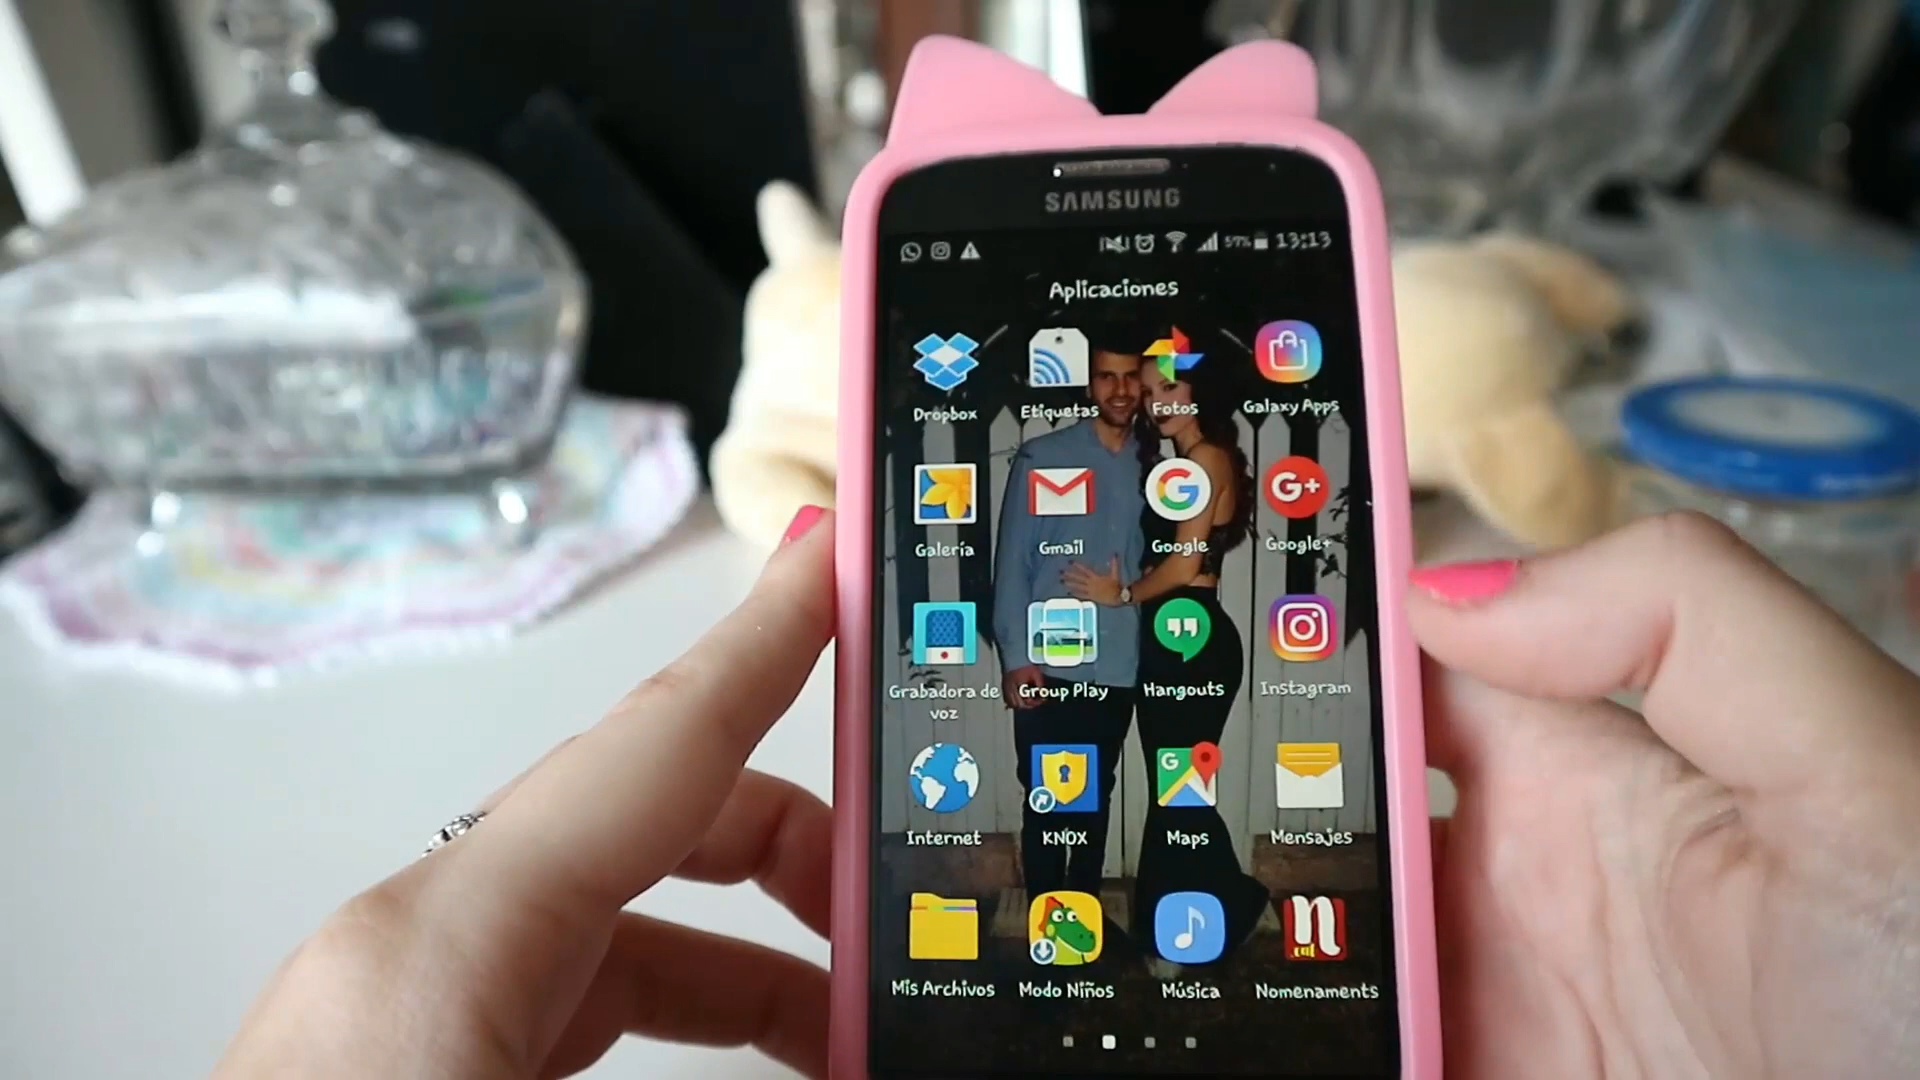 SAMSUNG
59% 13:13
Aplicaciones
Dropbox Etiquetas Fotos Galaxy Apps
Galería Gmail Google Google+
Grabadora de voz Group Play Hangouts Instagram
Internet KNOX Maps Mensajes
Mis Archivos Modo Niños Música Nomenaments